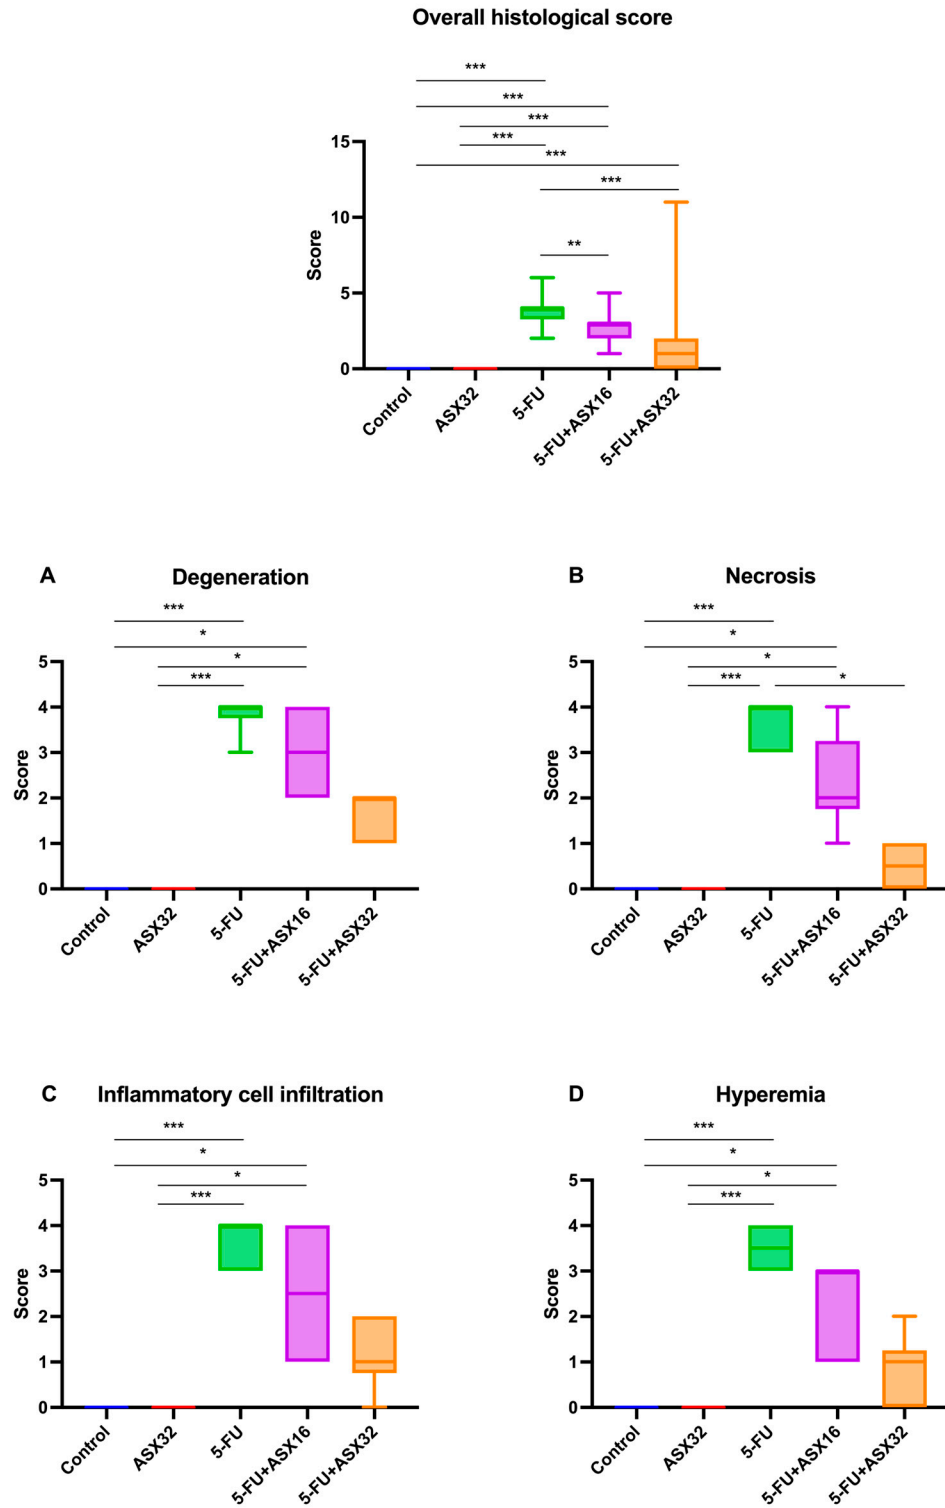 Overall histological score
***
***
***
***
***
***
**
15
10
5
0
Score
Control
ASX32
5-FU
5-FU+ASX16
5-FU+ASX32
A
Degeneration
***
*
*
***
5
4
3
2
1
0
Score
Control
ASX32
5-FU
5-FU+ASX16
5-FU+ASX32
B
Necrosis
***
*
*
***
*
5
4
3
2
1
0
Score
Control
ASX32
5-FU
5-FU+ASX16
5-FU+ASX32
C
Inflammatory cell infiltration
***
*
*
***
5
4
3
2
1
0
Score
Control
ASX32
5-FU
5-FU+ASX16
5-FU+ASX32
D
Hyperemia
***
*
*
***
5
4
3
2
1
0
Score
Control
ASX32
5-FU
5-FU+ASX16
5-FU+ASX32